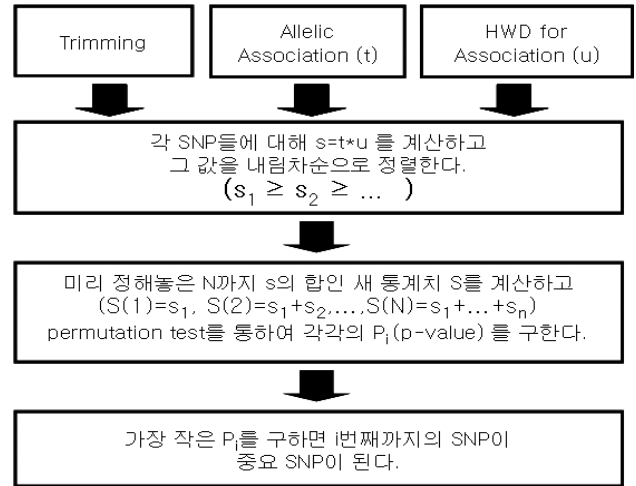 Trimming
Allelic
Association (t)
HWD for
Association (u)
각 SNP들에 대해 s=t*u 를 계산하고
그 값을 내림차순으로 정렬한다.
(s₁ ≥ s₂ ≥ ... )
미리 정해놓은 N까지 s의 합인 새 통계치 S를 계산하고
(S(1)=s₁, S(2)=s₁+s₂,...,S(N)=s₁+...+sₙ)
permutation test를 통하여 각각의 Pᵢ(p-value) 를 구한다.
가장 작은 Pᵢ를 구하면 i번째까지의 SNP이
중요 SNP이 된다.